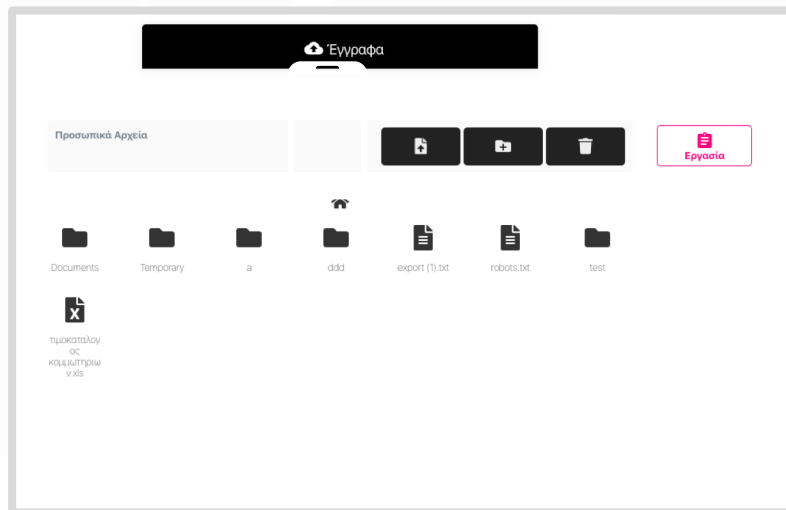 Έγγραφα
Προσωπικά Αρχεία
Εργασία
Documents
Temporary
a
ddd
export (1).txt
robots.txt
test
τιμοκαταλογ
ος
κομμωτηριω
ν.xls